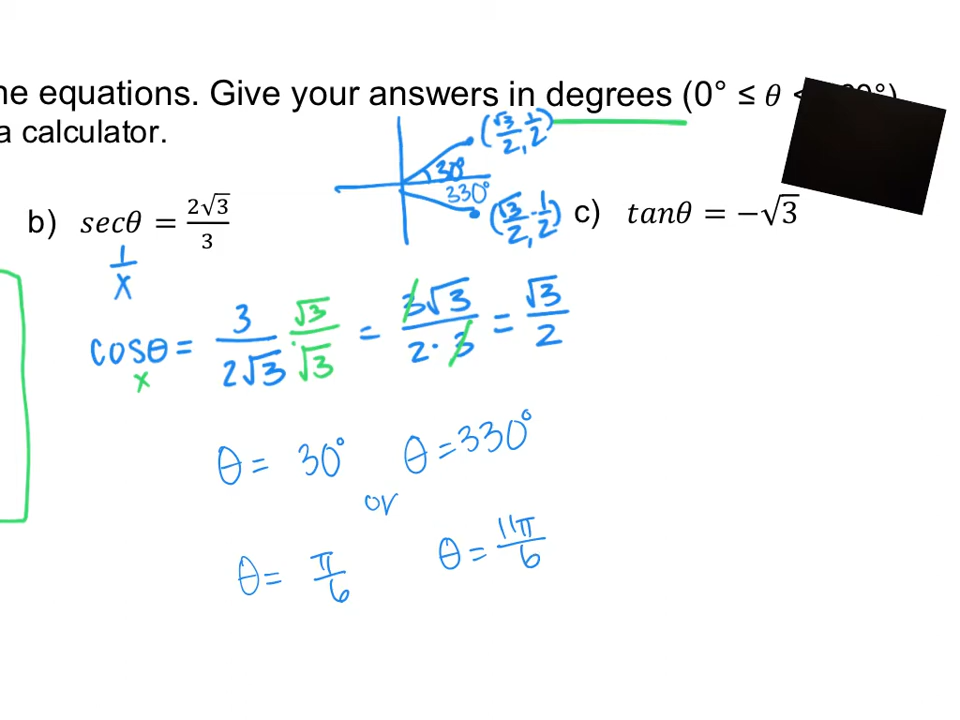 he equations. Give your answers in degrees (0° ≤ θ <
a calculator.
(√3/2, 1/2)
30°
330°
(√3/2, -1/2)
b) secθ = 2√3/3
c) tanθ = −√3
1/x
cosθ = 3/2√3 · √3/√3 = 3√3/2·3 = √3/2
x
θ = 30° θ = 330°
or
θ = π/6 θ = 11π/6